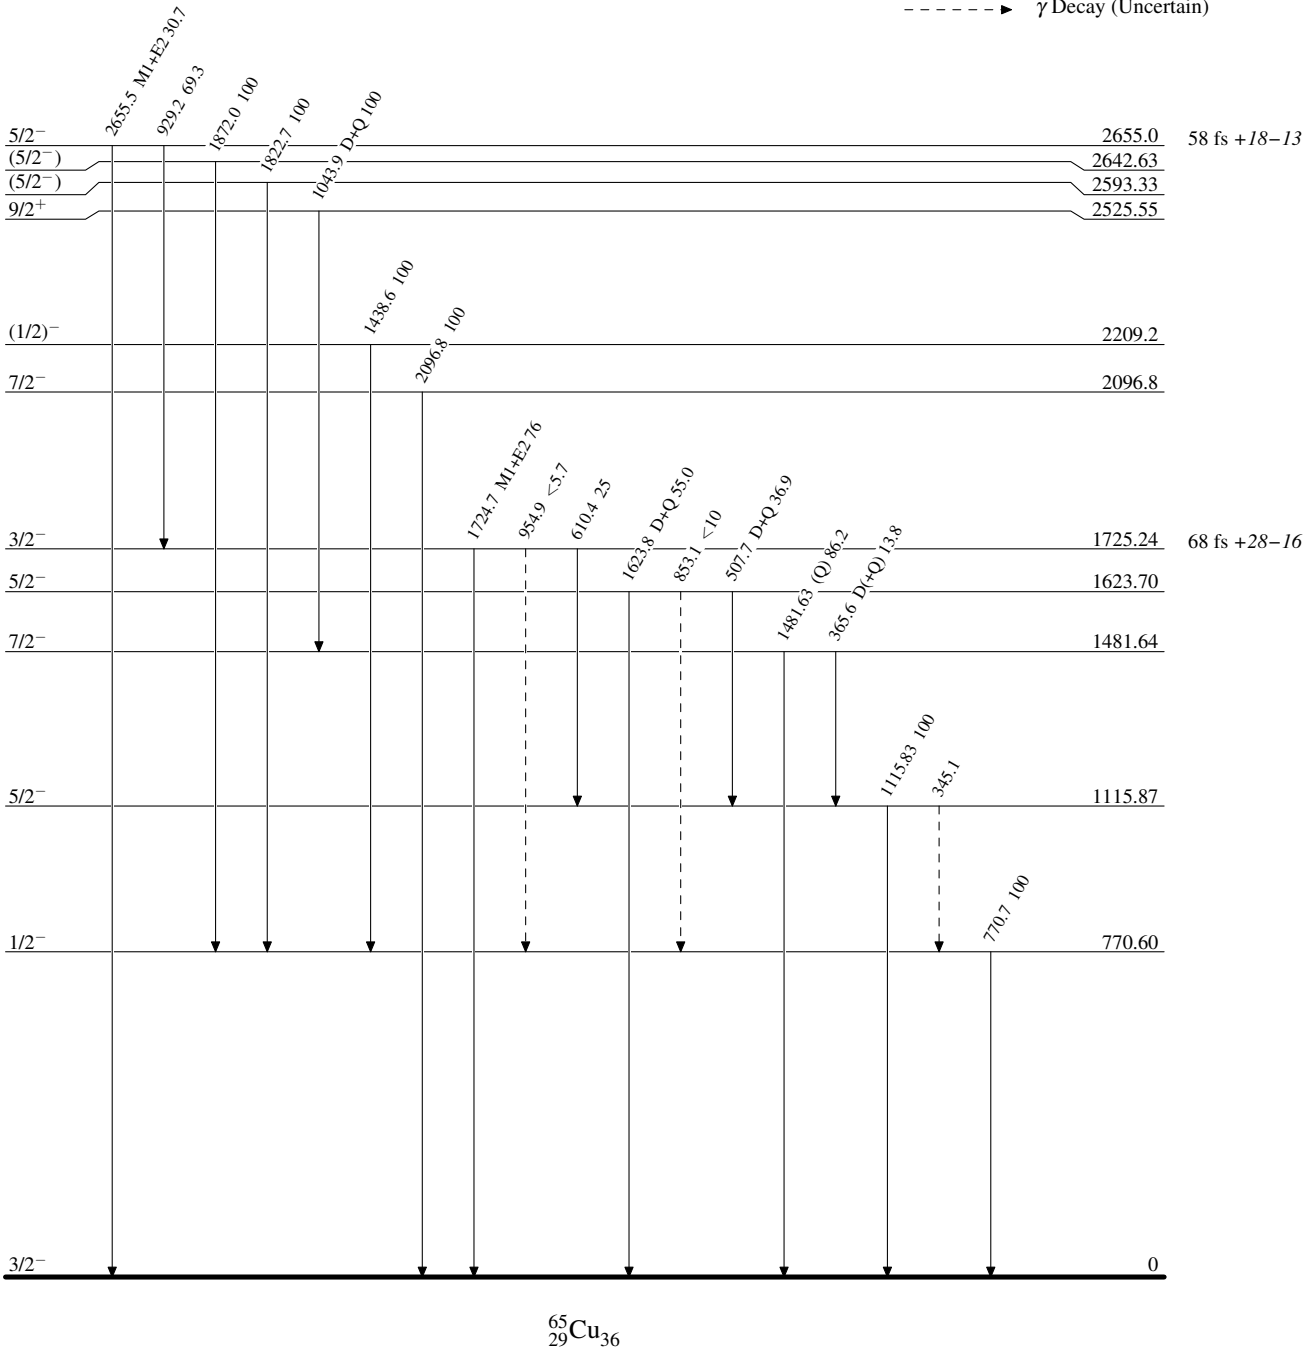 γ Decay (Uncertain)
2655.5 M1+E2 30.7
929.2 69.3
1872.0 100
1822.7 100
1043.9 D+Q 100
1438.6 100
2096.8 100
1724.7 M1+E2 76
954.9 <5.7
610.4 25
1623.8 D+Q 55.0
853.1 <10
507.7 D+Q 36.9
1481.63 (Q) 86.2
365.6 D(+Q) 13.8
1115.83 100
345.1
770.7 100
5/2⁻ 2655.0 58 fs +18−13
(5/2⁻) 2642.63
(5/2⁻) 2593.33
9/2⁺ 2525.55
(1/2)⁻ 2209.2
7/2⁻ 2096.8
3/2⁻ 1725.24 68 fs +28−16
5/2⁻ 1623.70
7/2⁻ 1481.64
5/2⁻ 1115.87
1/2⁻ 770.60
3/2⁻ 0
⁶⁵₂₉Cu₃₆